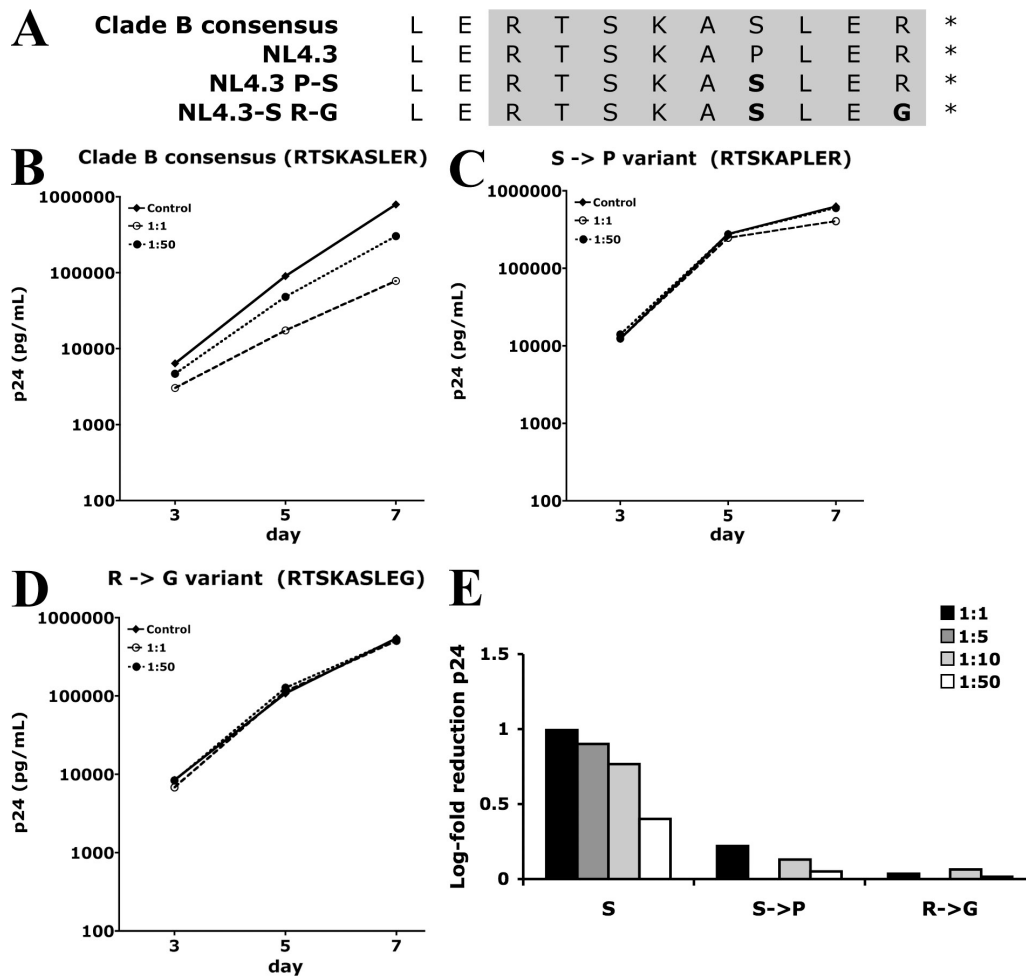 A
Clade B consensus L E R T S K A S L E R *
NL4.3 L E R T S K A P L E R *
NL4.3 P-S L E R T S K A S L E R *
NL4.3-S R-G L E R T S K A S L E G *
B
Clade B consensus (RTSKASLER)
1000000
100000
10000
1000
100
p24 (pg/mL)
Control
1:1
1:50
3 5 7
day
C
S -> P variant (RTSKAPLER)
1000000
100000
10000
1000
100
p24 (pg/mL)
Control
1:1
1:50
3 5 7
day
D
R -> G variant (RTSKASLEG)
1000000
100000
10000
1000
100
p24 (pg/mL)
Control
1:1
1:50
3 5 7
day
E
1:1
1:5
1:10
1:50
Log-fold reduction p24
1.5
1
0.5
0
S S->P R->G